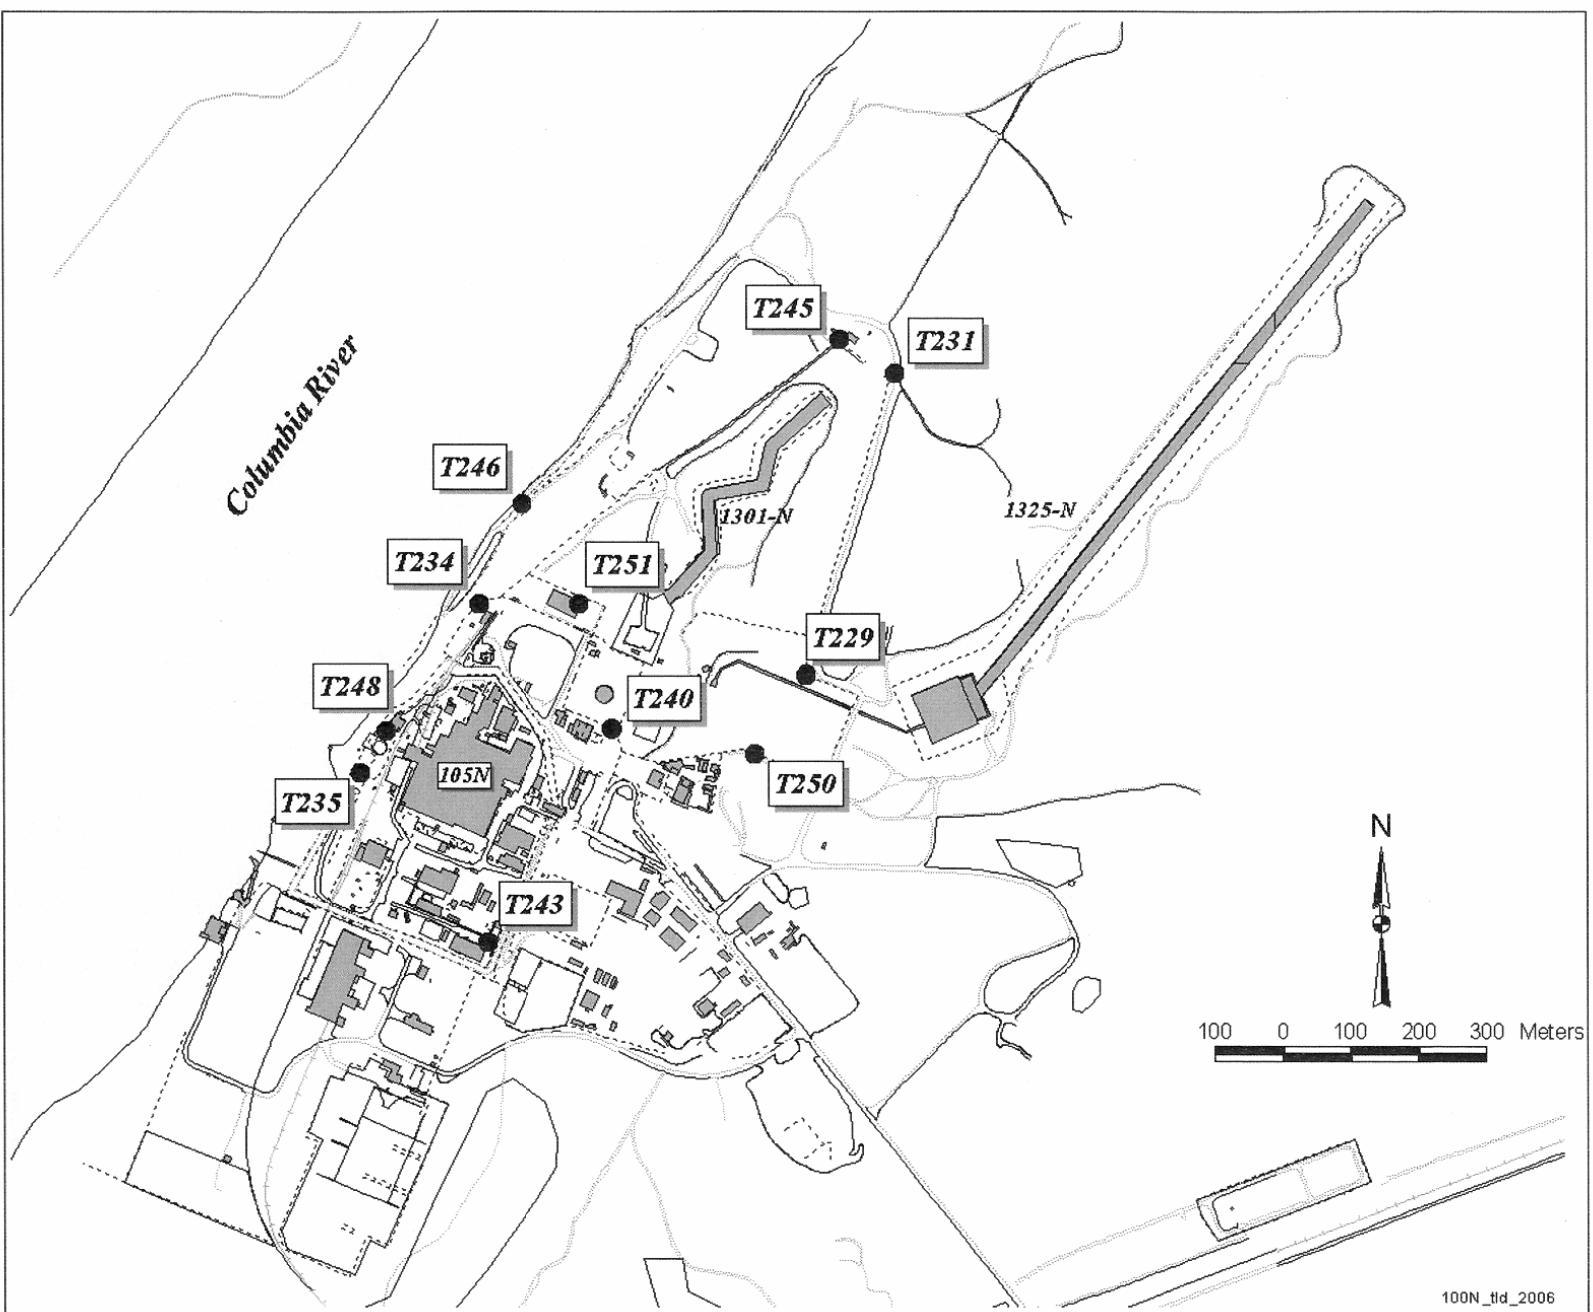 T245
T231
Columbia River
T246
1301-N
1325-N
T234
T251
T229
T248
T240
105N
T250
T235
N
T243
100 0 100 200 300 Meters
100N_tld_2006